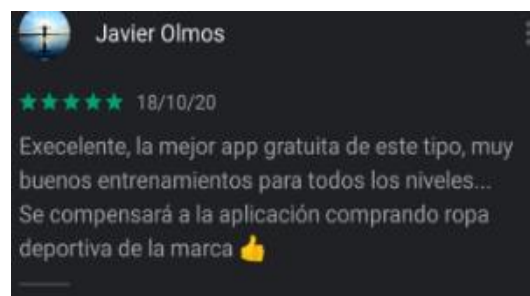 Javier Olmos
18/10/20
Execelente, la mejor app gratuita de este tipo, muy
buenos entrenamientos para todos los niveles...
Se compensará a la aplicación comprando ropa
deportiva de la marca 👍